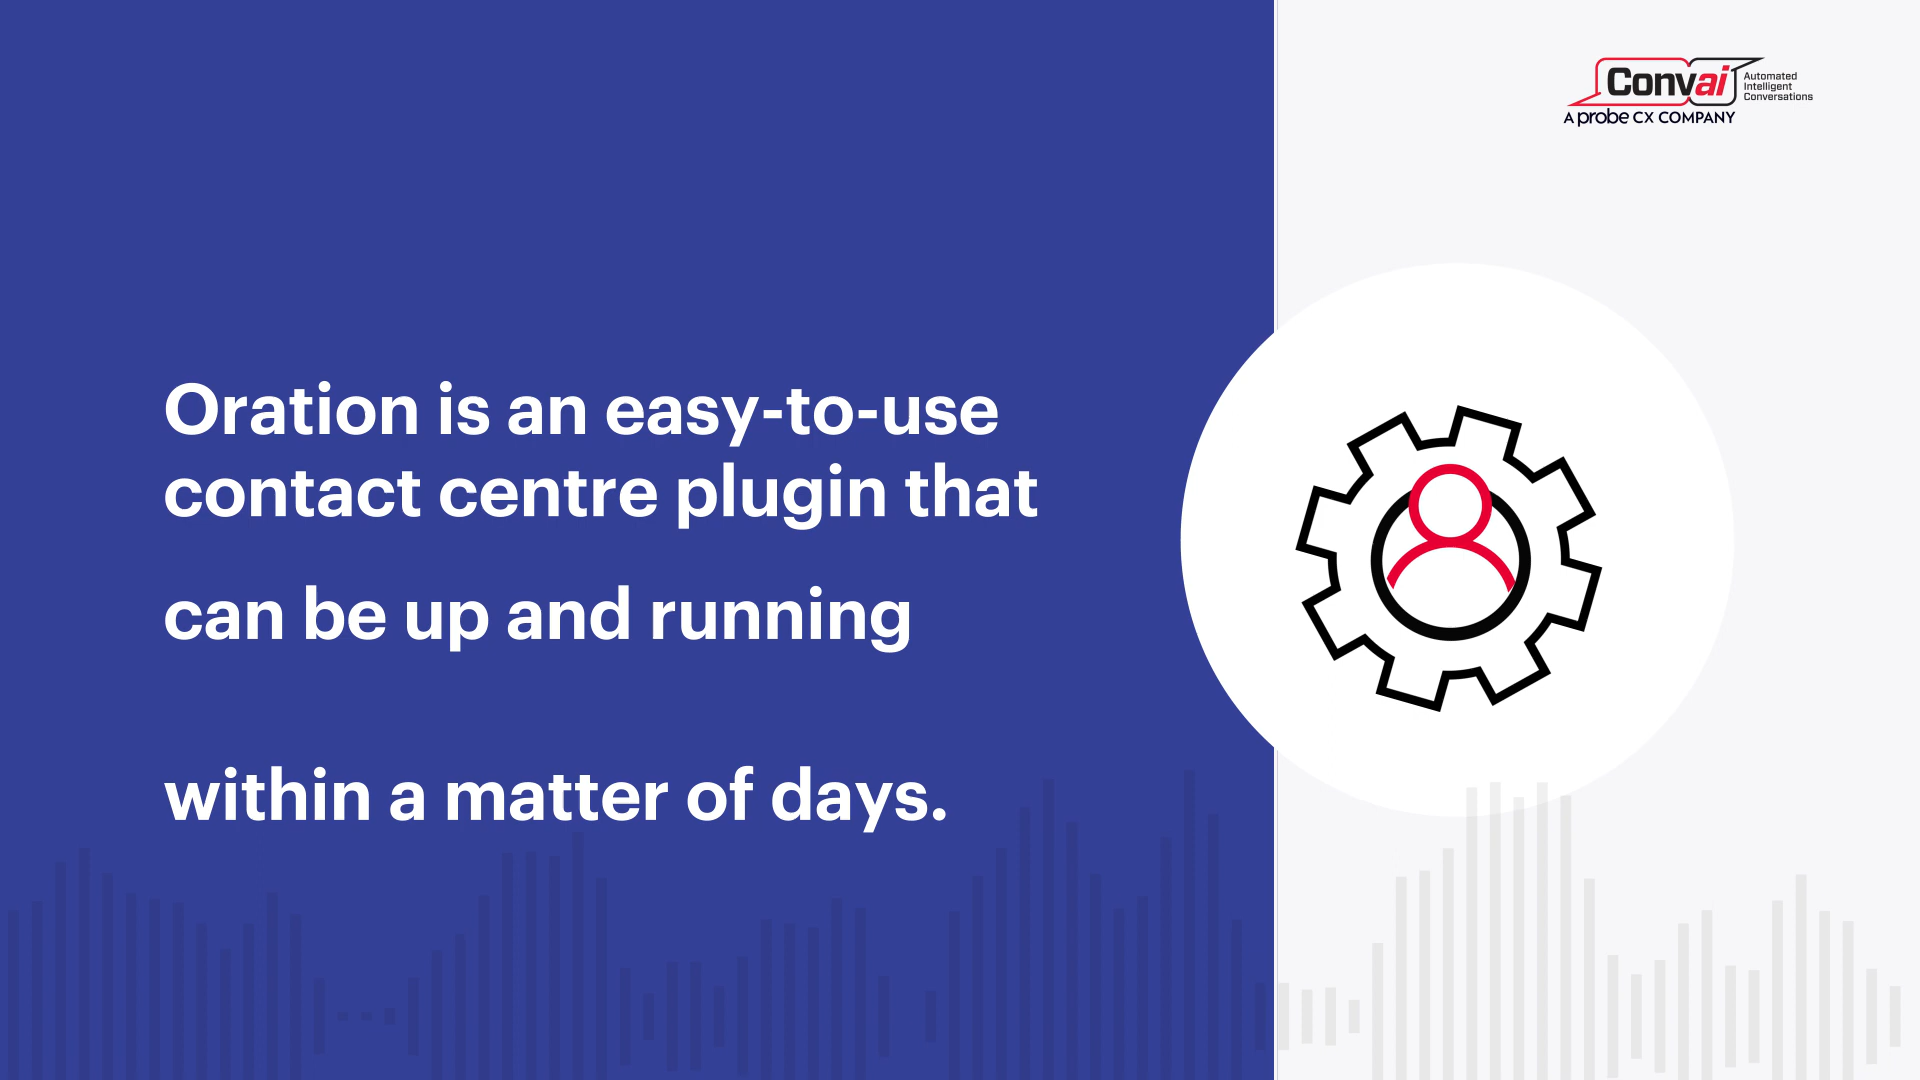 Convai
Automated
Intelligent
Conversations
A probe CX COMPANY
Oration is an easy-to-use
contact centre plugin that
can be up and running
within a matter of days.